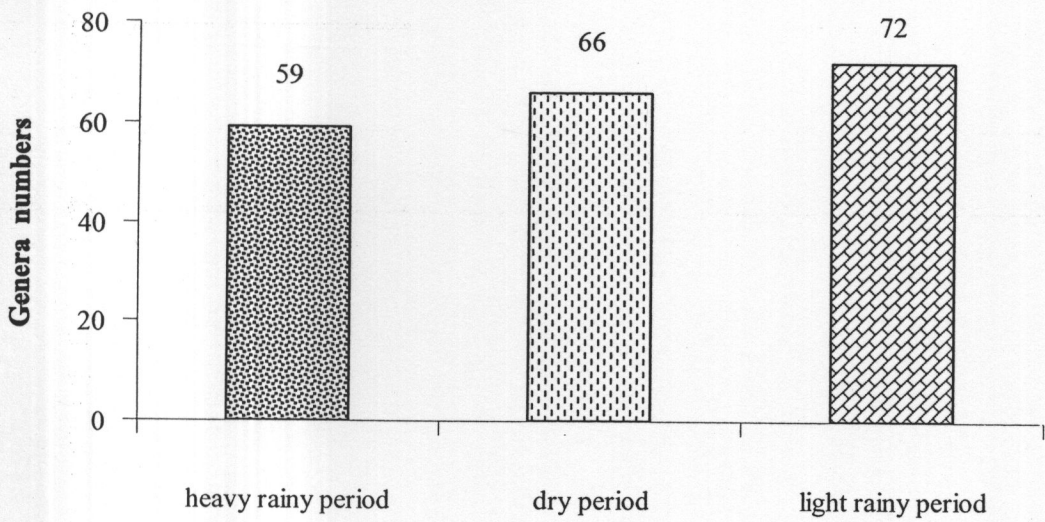 80
60
40
20
0
Genera numbers
59
66
72
heavy rainy period
dry period
light rainy period